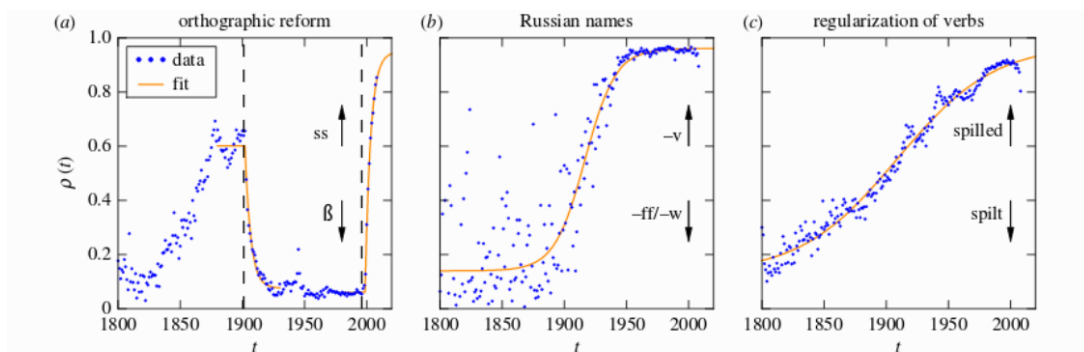 (a) orthographic reform
1.0
0.8
0.6
0.4
0.2
0
ρ (t)
data
fit
ss
ß
1800 1850 1900 1950 2000
t
(b) Russian names
–v
–ff/–w
1800 1850 1900 1950 2000
t
(c) regularization of verbs
spilled
spilt
1800 1850 1900 1950 2000
t